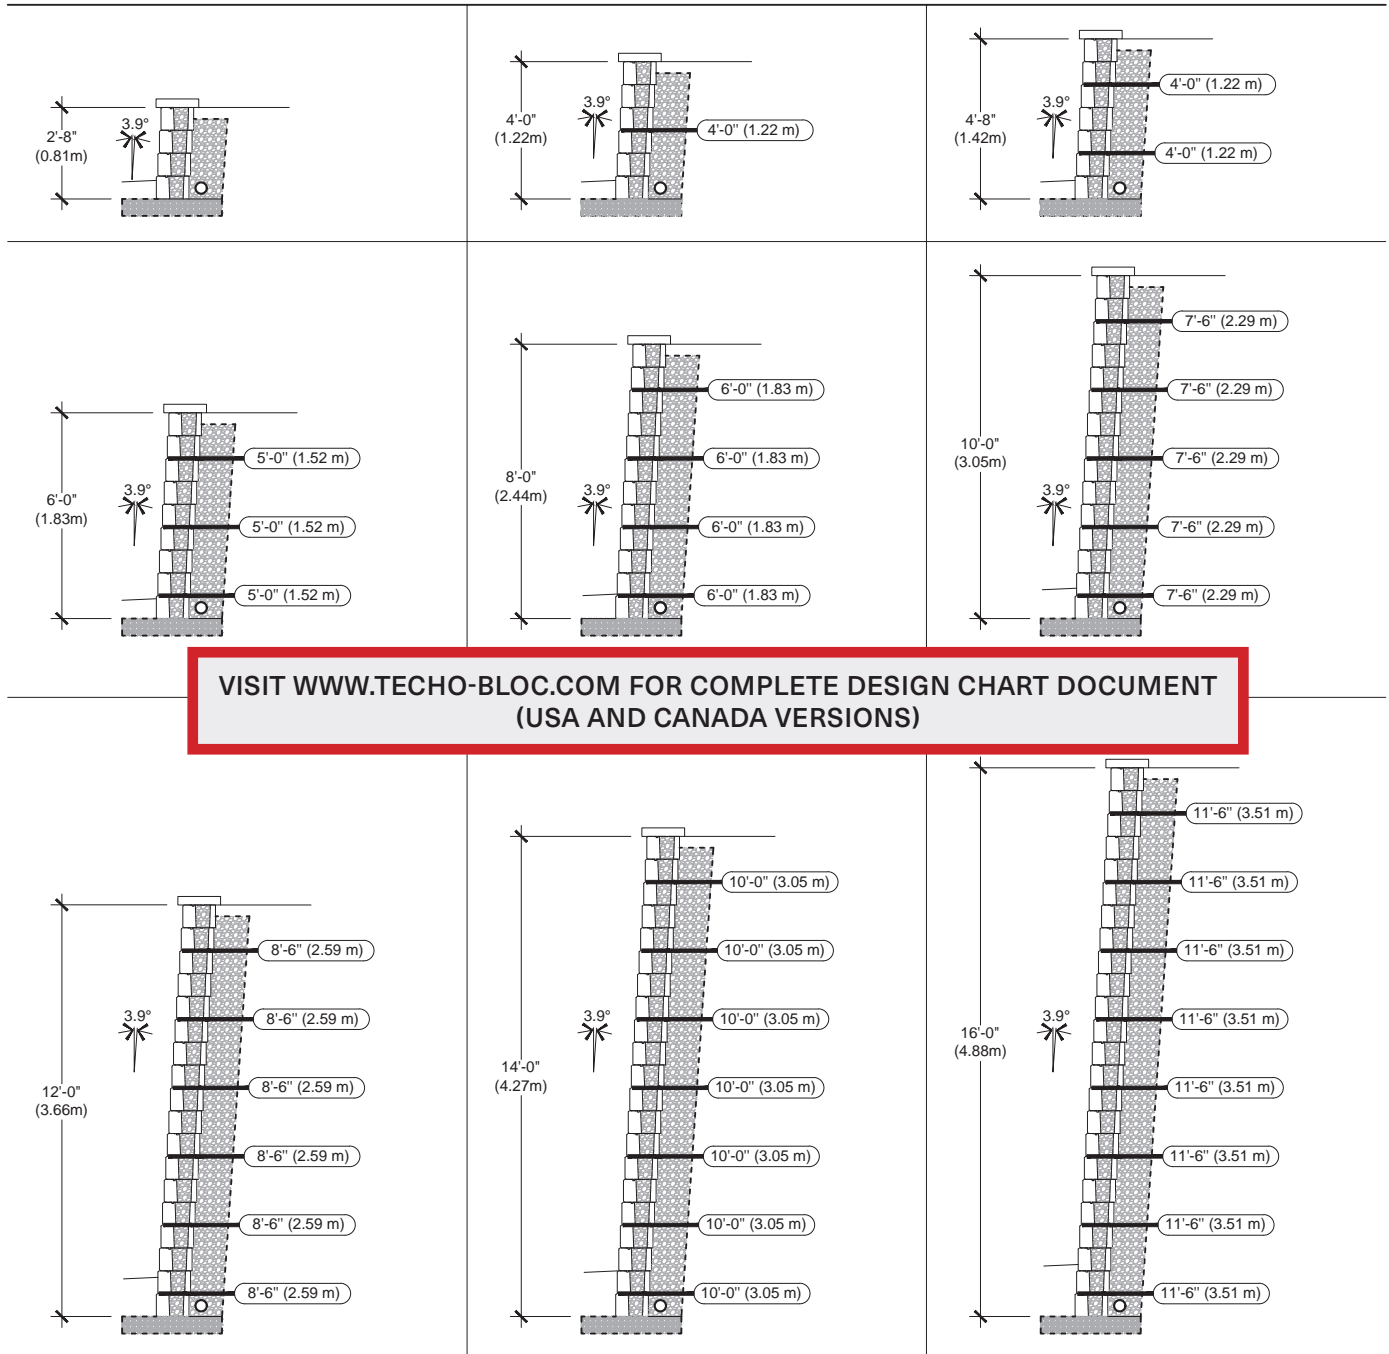 2'-8"
(0.81m)
3.9°
4'-0"
(1.22m)
3.9°
4'-0" (1.22 m)
4'-8"
(1.42m)
3.9°
4'-0" (1.22 m)
4'-0" (1.22 m)
6'-0"
(1.83m)
3.9°
5'-0" (1.52 m)
5'-0" (1.52 m)
5'-0" (1.52 m)
8'-0"
(2.44m)
3.9°
6'-0" (1.83 m)
6'-0" (1.83 m)
6'-0" (1.83 m)
6'-0" (1.83 m)
10'-0"
(3.05m)
3.9°
7'-6" (2.29 m)
7'-6" (2.29 m)
7'-6" (2.29 m)
7'-6" (2.29 m)
7'-6" (2.29 m)
VISIT WWW.TECHO-BLOC.COM FOR COMPLETE DESIGN CHART DOCUMENT
(USA AND CANADA VERSIONS)
12'-0"
(3.66m)
3.9°
8'-6" (2.59 m)
8'-6" (2.59 m)
8'-6" (2.59 m)
8'-6" (2.59 m)
8'-6" (2.59 m)
8'-6" (2.59 m)
14'-0"
(4.27m)
3.9°
10'-0" (3.05 m)
10'-0" (3.05 m)
10'-0" (3.05 m)
10'-0" (3.05 m)
10'-0" (3.05 m)
10'-0" (3.05 m)
10'-0" (3.05 m)
16'-0"
(4.88m)
3.9°
11'-6" (3.51 m)
11'-6" (3.51 m)
11'-6" (3.51 m)
11'-6" (3.51 m)
11'-6" (3.51 m)
11'-6" (3.51 m)
11'-6" (3.51 m)
11'-6" (3.51 m)